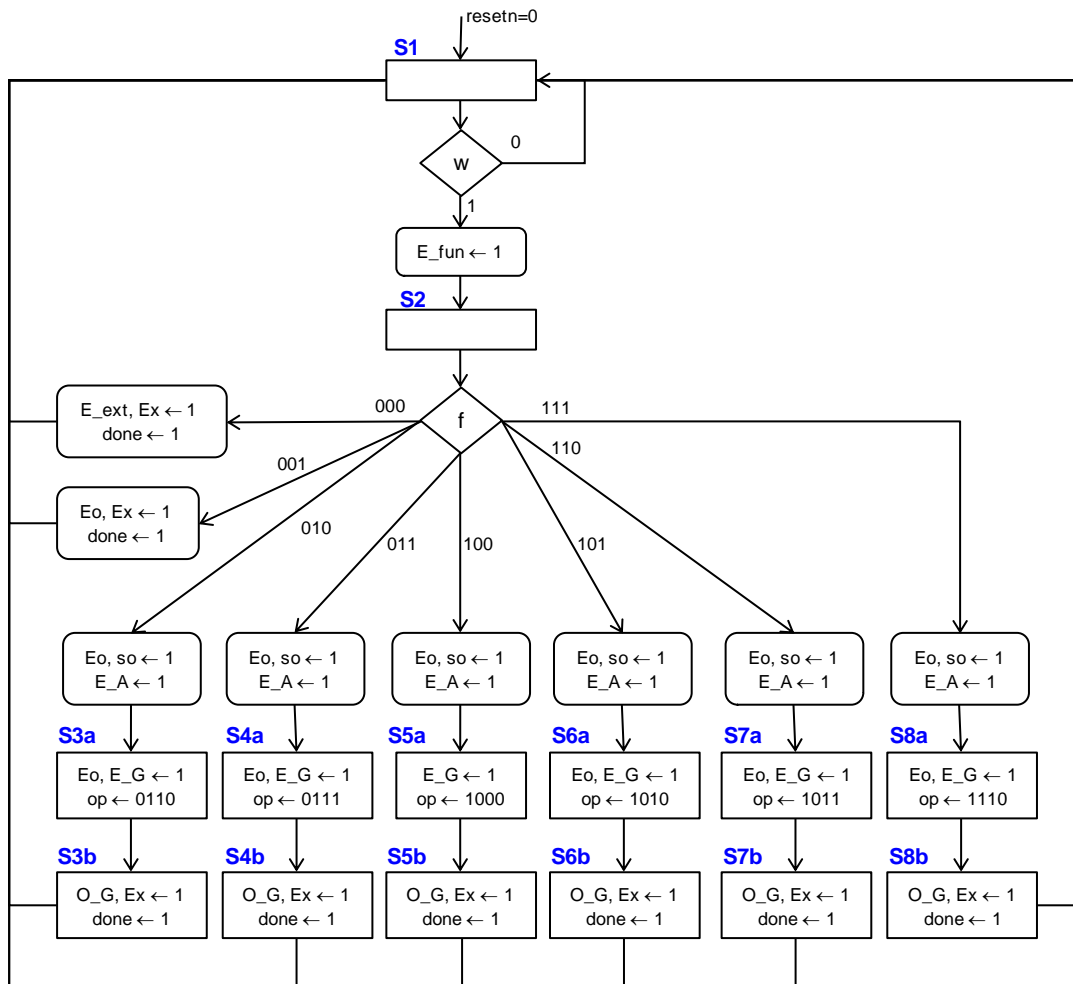 resetn=0
S1
0
w
1
E_fun ← 1
S2
E_ext, Ex ← 1
done ← 1
000
f
111
001
110
Eo, Ex ← 1
done ← 1
010
011
100
101
Eo, so ← 1
E_A ← 1
Eo, so ← 1
E_A ← 1
Eo, so ← 1
E_A ← 1
Eo, so ← 1
E_A ← 1
Eo, so ← 1
E_A ← 1
Eo, so ← 1
E_A ← 1
S3a
Eo, E_G ← 1
op ← 0110
S4a
Eo, E_G ← 1
op ← 0111
S5a
E_G ← 1
op ← 1000
S6a
Eo, E_G ← 1
op ← 1010
S7a
Eo, E_G ← 1
op ← 1011
S8a
Eo, E_G ← 1
op ← 1110
S3b
O_G, Ex ← 1
done ← 1
S4b
O_G, Ex ← 1
done ← 1
S5b
O_G, Ex ← 1
done ← 1
S6b
O_G, Ex ← 1
done ← 1
S7b
O_G, Ex ← 1
done ← 1
S8b
O_G, Ex ← 1
done ← 1